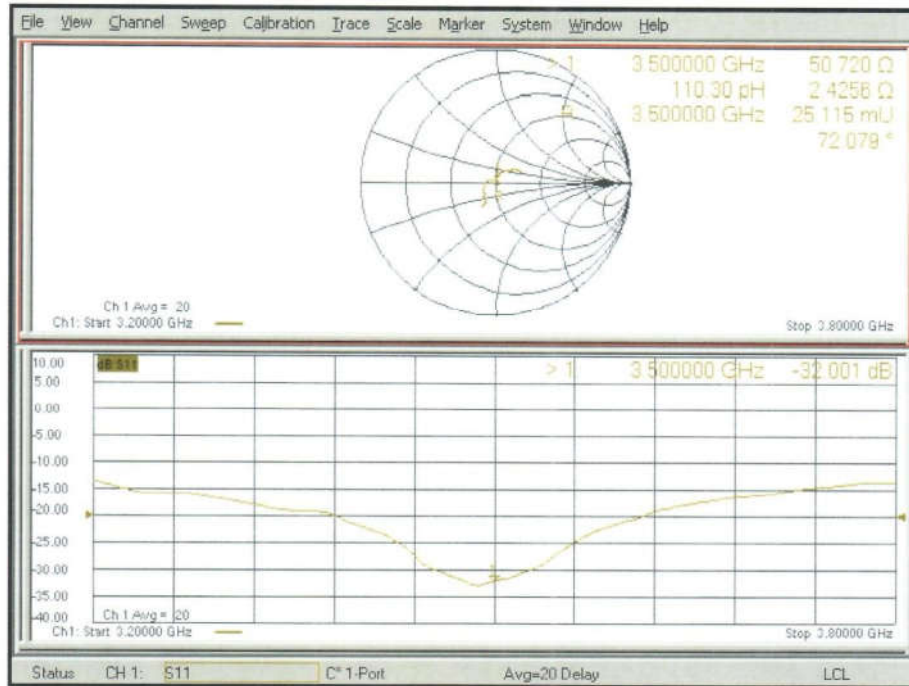 File View Channel Sweep Calibration Trace Scale Marker System Window Help
> 1: 3.500000 GHz 50.720 Ω
110.30 pH 2.4256 Ω
3.500000 GHz 25.115 mU
72.079 °
Ch 1 Avg = 20
Ch1: Start 3.20000 GHz
Stop 3.80000 GHz
10.00
dB S11
> 1: 3.500000 GHz -32.001 dB
5.00
0.00
-5.00
-10.00
-15.00
-20.00
-25.00
-30.00
1
-35.00
-40.00
Ch 1 Avg = 20
Ch1: Start 3.20000 GHz
Stop 3.80000 GHz
Status CH 1: S11 C* 1-Port Avg=20 Delay LCL